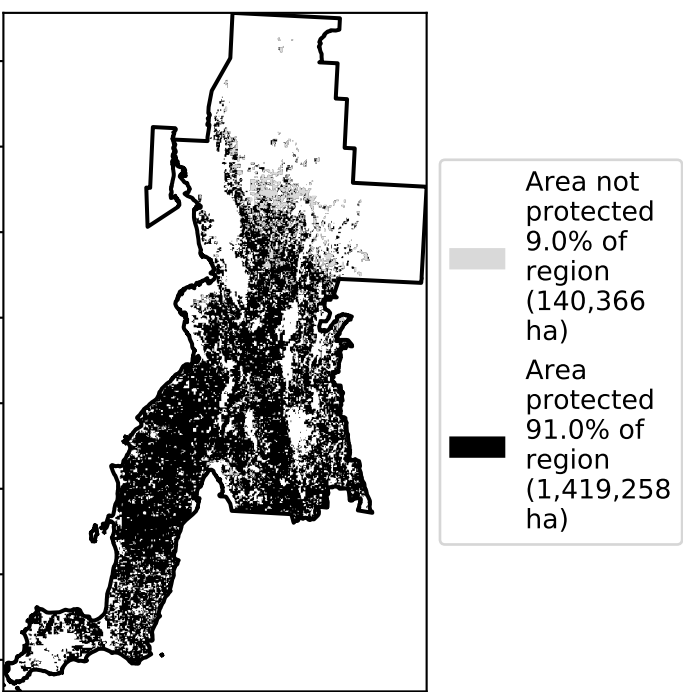 Area not
protected
9.0% of
region
(140,366
ha)
Area
protected
91.0% of
region
(1,419,258
ha)